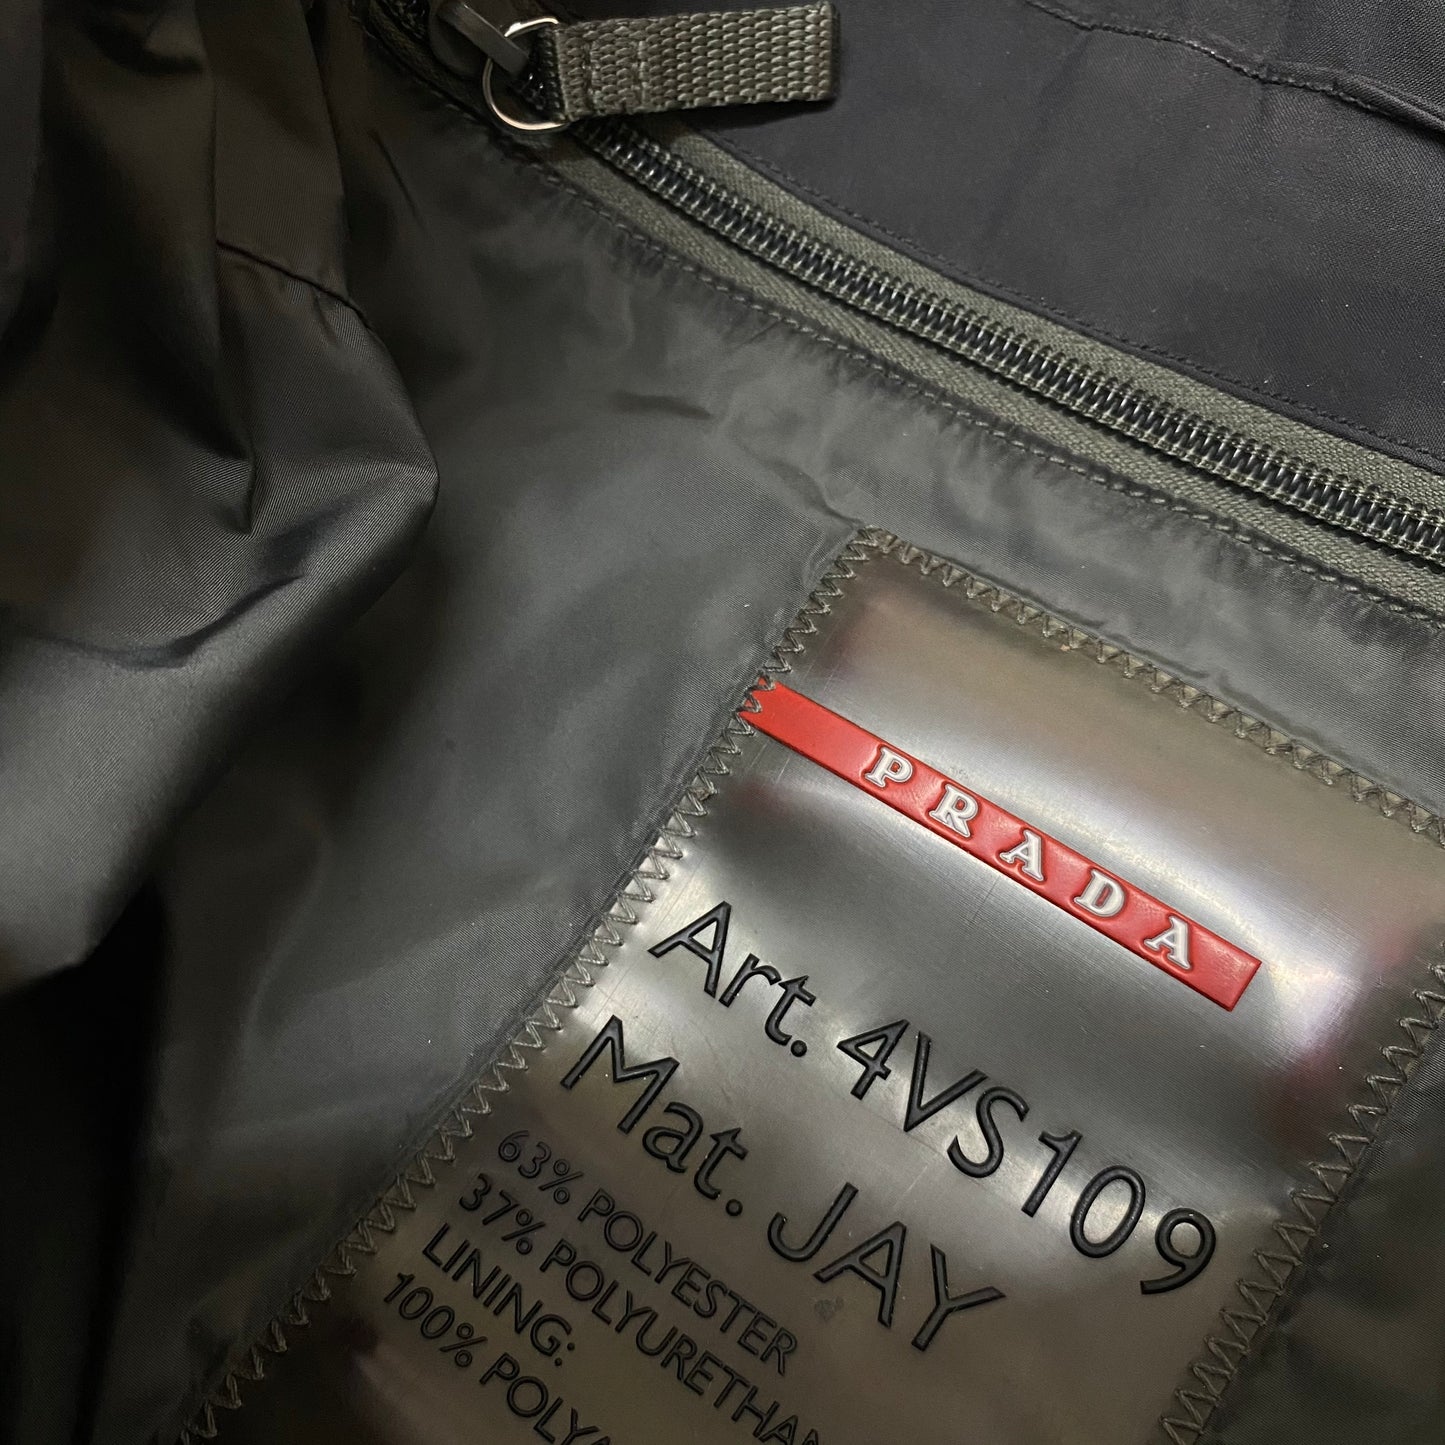 PRADA
Art. 4VS109
Mat. JAY
63% POLYESTER
37% POLYURETHAN
LINING:
100% POLYA